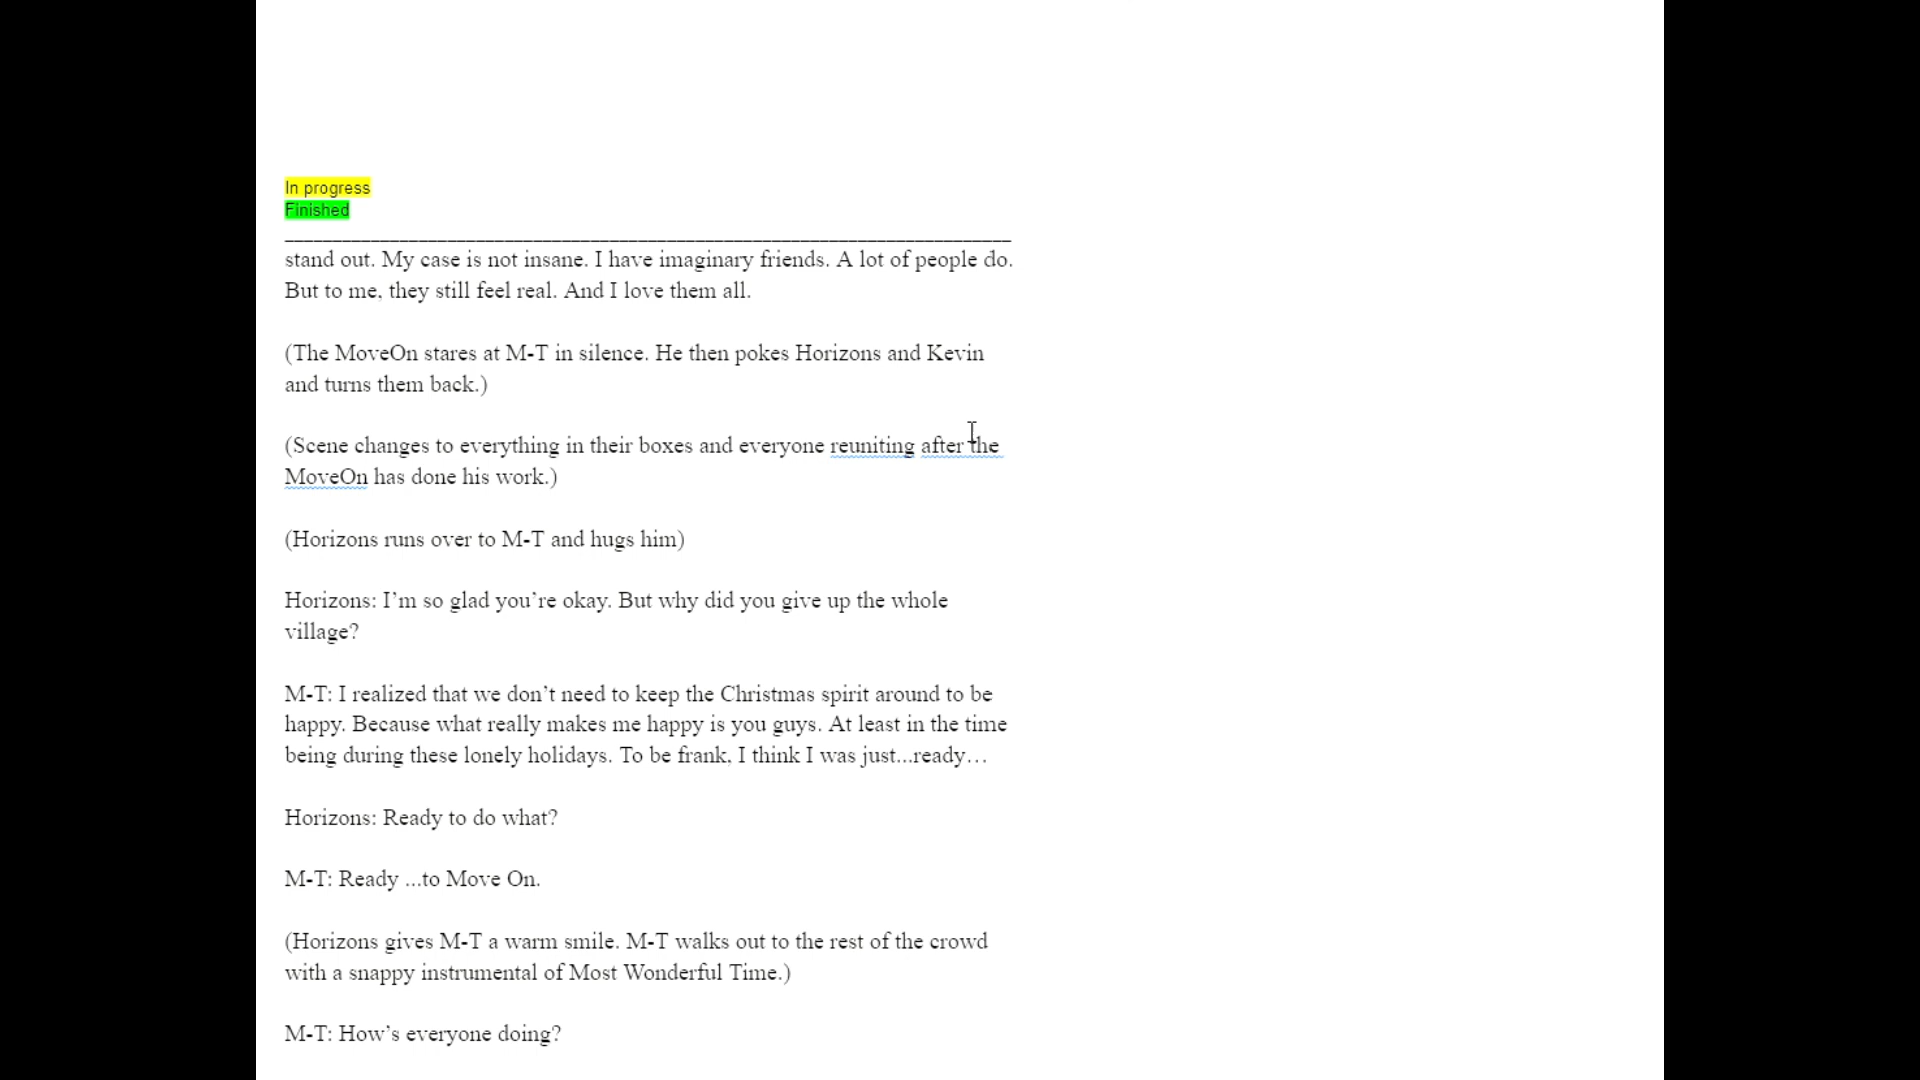 In progress
Finished
__________________________________________________________________________
stand out. My case is not insane. I have imaginary friends. A lot of people do.
But to me, they still feel real. And I love them all.
(The MoveOn stares at M-T in silence. He then pokes Horizons and Kevin
and turns them back.)
(Scene changes to everything in their boxes and everyone reuniting after the
MoveOn has done his work.)
(Horizons runs over to M-T and hugs him)
Horizons: I’m so glad you’re okay. But why did you give up the whole
village?
M-T: I realized that we don’t need to keep the Christmas spirit around to be
happy. Because what really makes me happy is you guys. At least in the time
being during these lonely holidays. To be frank, I think I was just...ready…
Horizons: Ready to do what?
M-T: Ready ...to Move On.
(Horizons gives M-T a warm smile. M-T walks out to the rest of the crowd
with a snappy instrumental of Most Wonderful Time.)
M-T: How’s everyone doing?